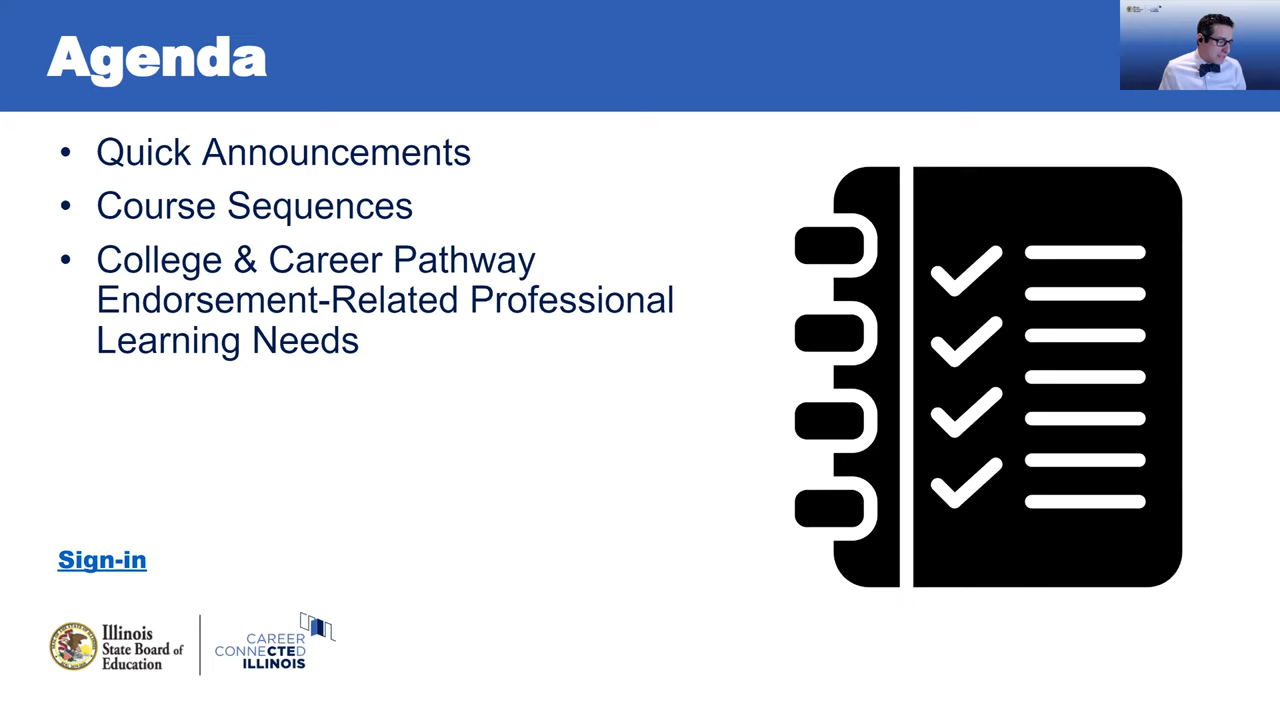 Agenda
• Quick Announcements
• Course Sequences
• College & Career Pathway
Endorsement-Related Professional
Learning Needs
Sign-in
Illinois
State Board of
Education
CAREER
CONNECTED
ILLINOIS